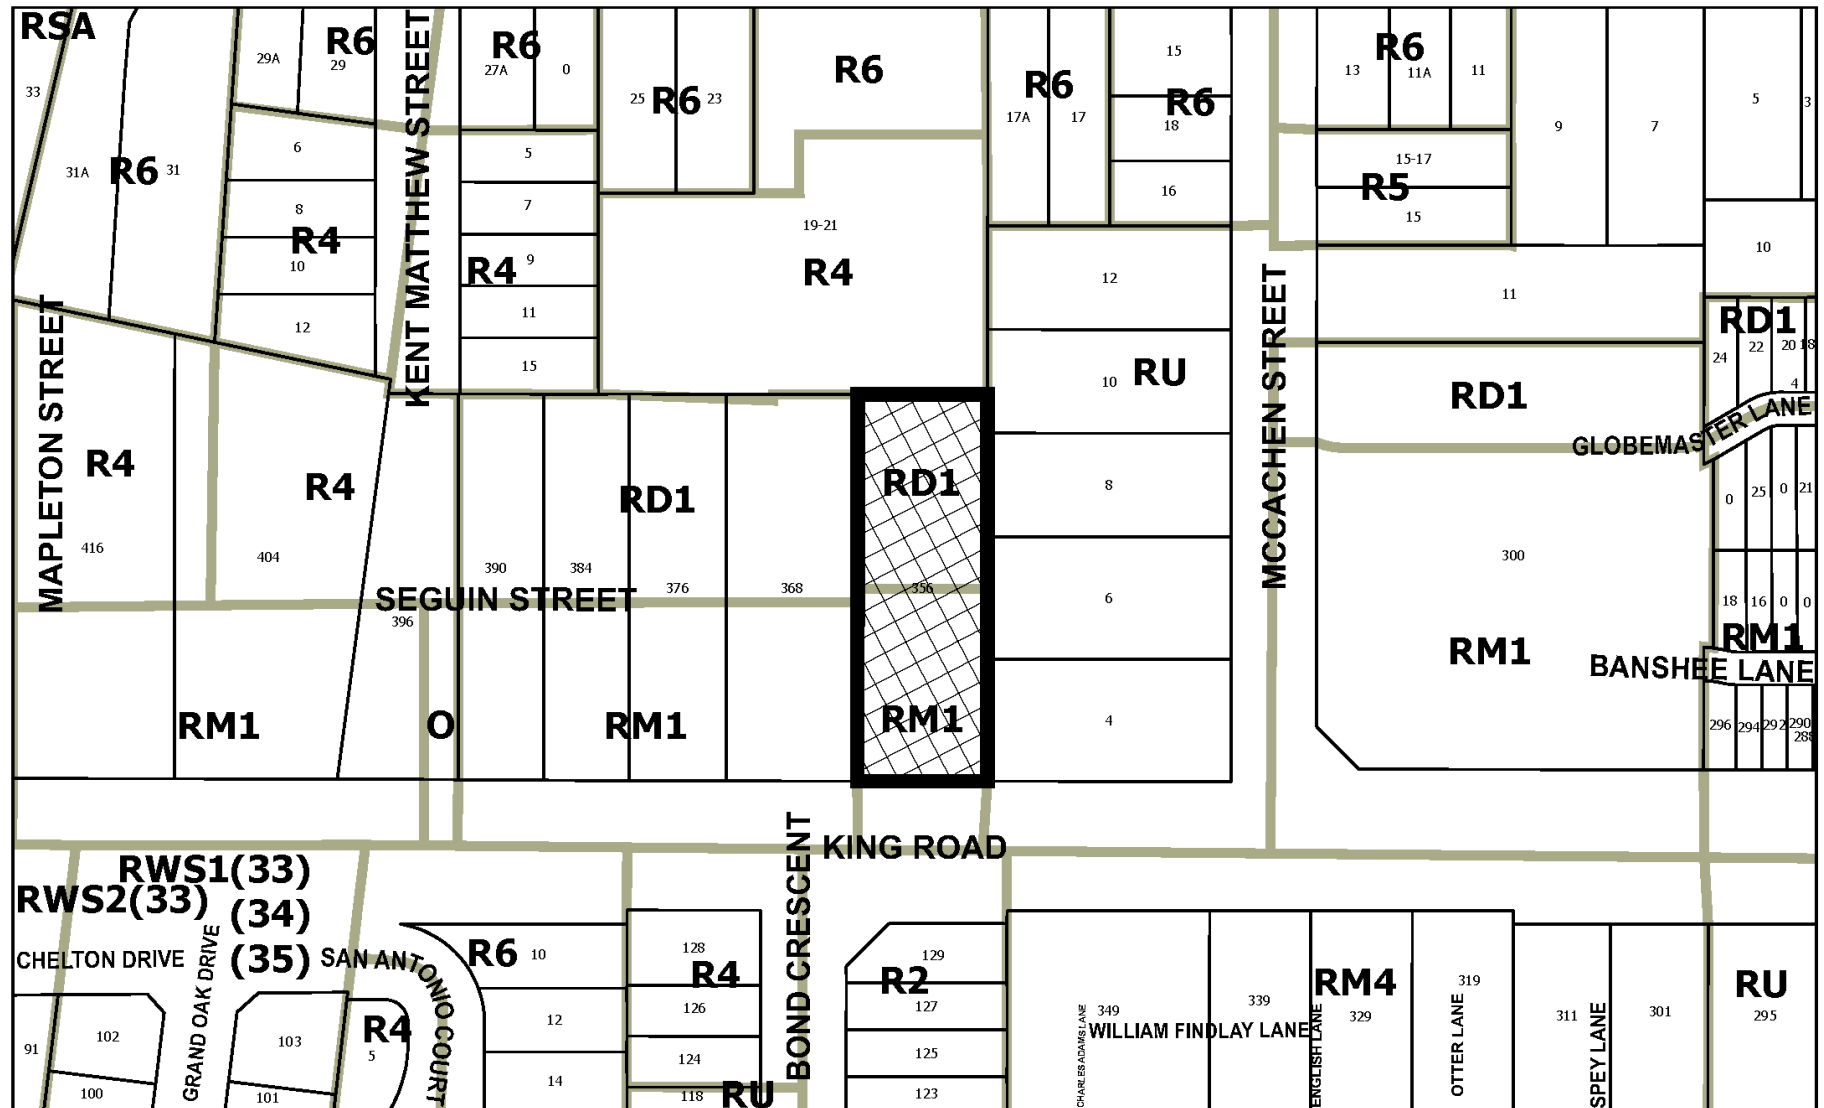 RSA
33
31A
R6
31
29A
R6
29
KENT MATTHEW STREET
R6
27A
0
25
R6
23
R6
17A
R6
17
15
R6
18
16
13
R6
11A
11
9
7
5
3
6
8
R4
10
12
5
7
R4
9
11
15
19-21
R4
12
10
RU
8
6
4
MCCACHEN STREET
15-17
R5
15
11
10
RD1
24
22
20
18
4
RD1
GLOBEMASTER LANE
MAPLETON STREET
R4
416
R4
404
RD1
390
384
376
368
SEGUIN STREET
396
RD1
356
RM1
RM1
O
RM1
300
RM1
0
25
0
21
18
16
0
0
RM1
BANSHEE LANE
296
294
292
290
288
KING ROAD
RWS1(33)
RWS2(33)
(34)
(35)
CHELTON DRIVE
GRAND OAK DRIVE
SAN ANTONIO COURT
91
102
100
103
101
R4
5
R6
10
12
14
128
R4
126
124
118
RU
BOND CRESCENT
129
R2
127
125
123
CHARLES ADAMS LANE
349
WILLIAM FINDLAY LANE
339
ENGLISH LANE
RM4
329
319
OTTER LANE
311
SPEY LANE
301
RU
295